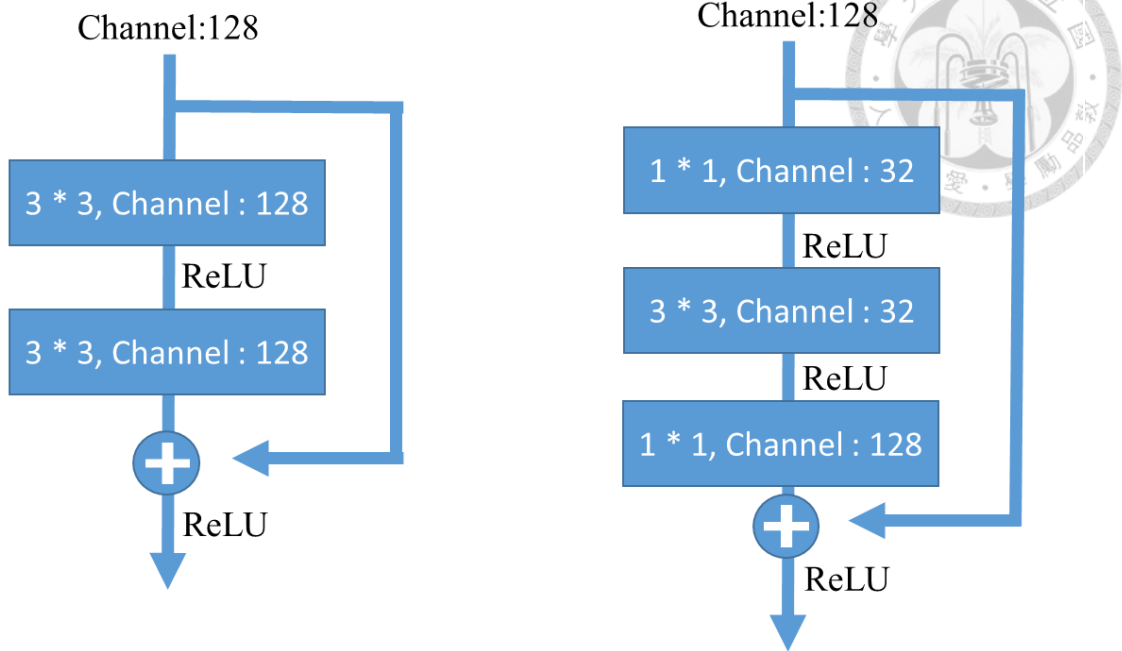 Channel:128
3 * 3, Channel : 128
ReLU
3 * 3, Channel : 128
ReLU
Channel:128
1 * 1, Channel : 32
ReLU
3 * 3, Channel : 32
ReLU
1 * 1, Channel : 128
ReLU